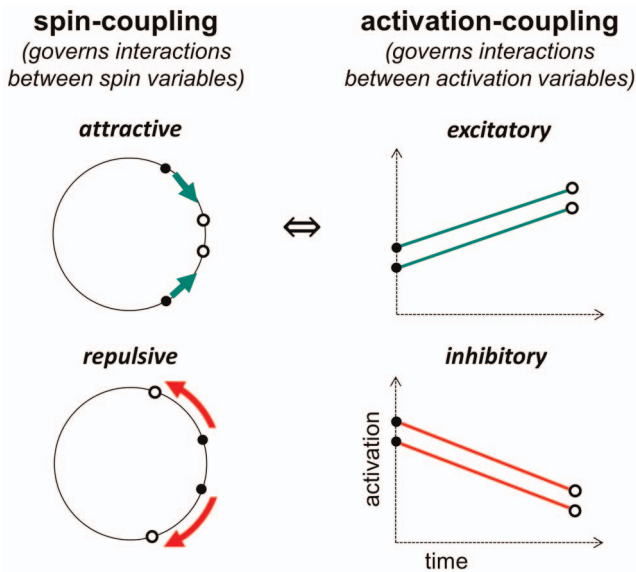 spin-coupling
(governs interactions
between spin variables)
activation-coupling
(governs interactions
between activation variables)
attractive
excitatory
⇔
repulsive
inhibitory
activation
time